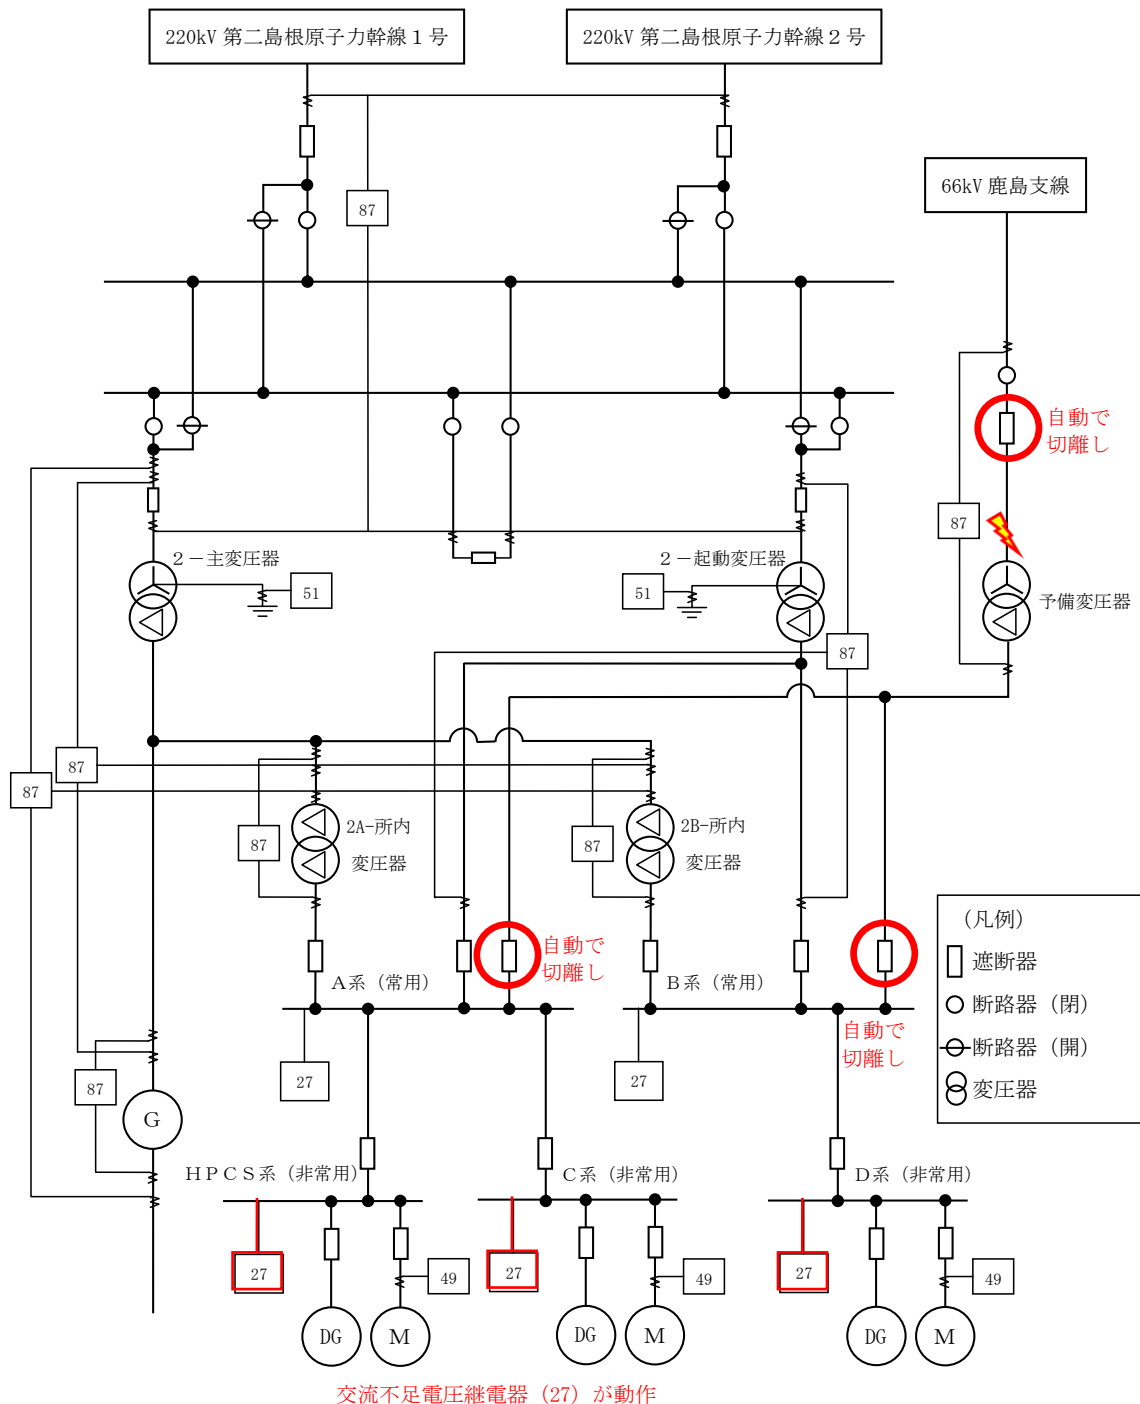 220kV 第二島根原子力幹線１号
220kV 第二島根原子力幹線２号
66kV 鹿島支線
87
自動で
切離し
87
２－主変圧器
２－起動変圧器
51
51
予備変圧器
87
87
87
87
2A-所内
変圧器
87
2B-所内
変圧器
自動で
切離し
A系（常用）
B系（常用）
自動で
切離し
（凡例）
遮断器
断路器（閉）
断路器（開）
変圧器
27
27
87
G
ＨＰＣＳ系（非常用）
C系（非常用）
D系（非常用）
27
49
27
49
27
49
DG
M
DG
M
DG
M
交流不足電圧継電器（27）が動作